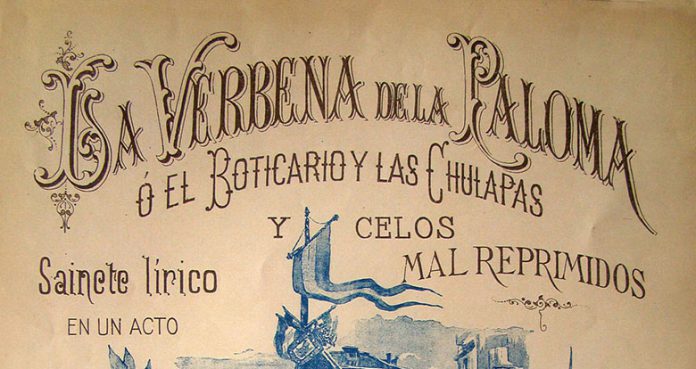 LA VERBENA DE LA PALOMA
Ó EL BOTICARIO Y LAS CHULAPAS
Y CELOS
MAL REPRIMIDOS
Sainete lírico
EN UN ACTO